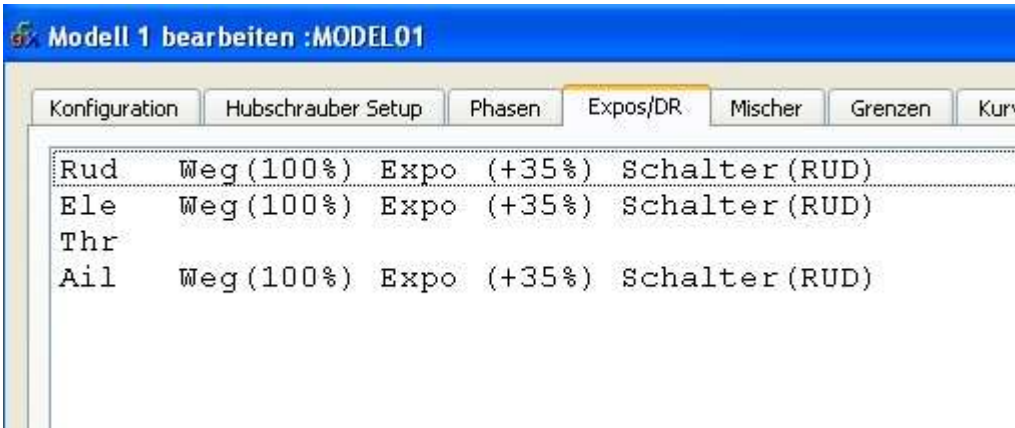 Modell 1 bearbeiten :MODEL01
Konfiguration Hubschrauber Setup Phasen Expos/DR Mischer Grenzen Kurv
Rud Weg(100%) Expo (+35%) Schalter(RUD)
Ele Weg(100%) Expo (+35%) Schalter(RUD)
Thr
Ail Weg(100%) Expo (+35%) Schalter(RUD)